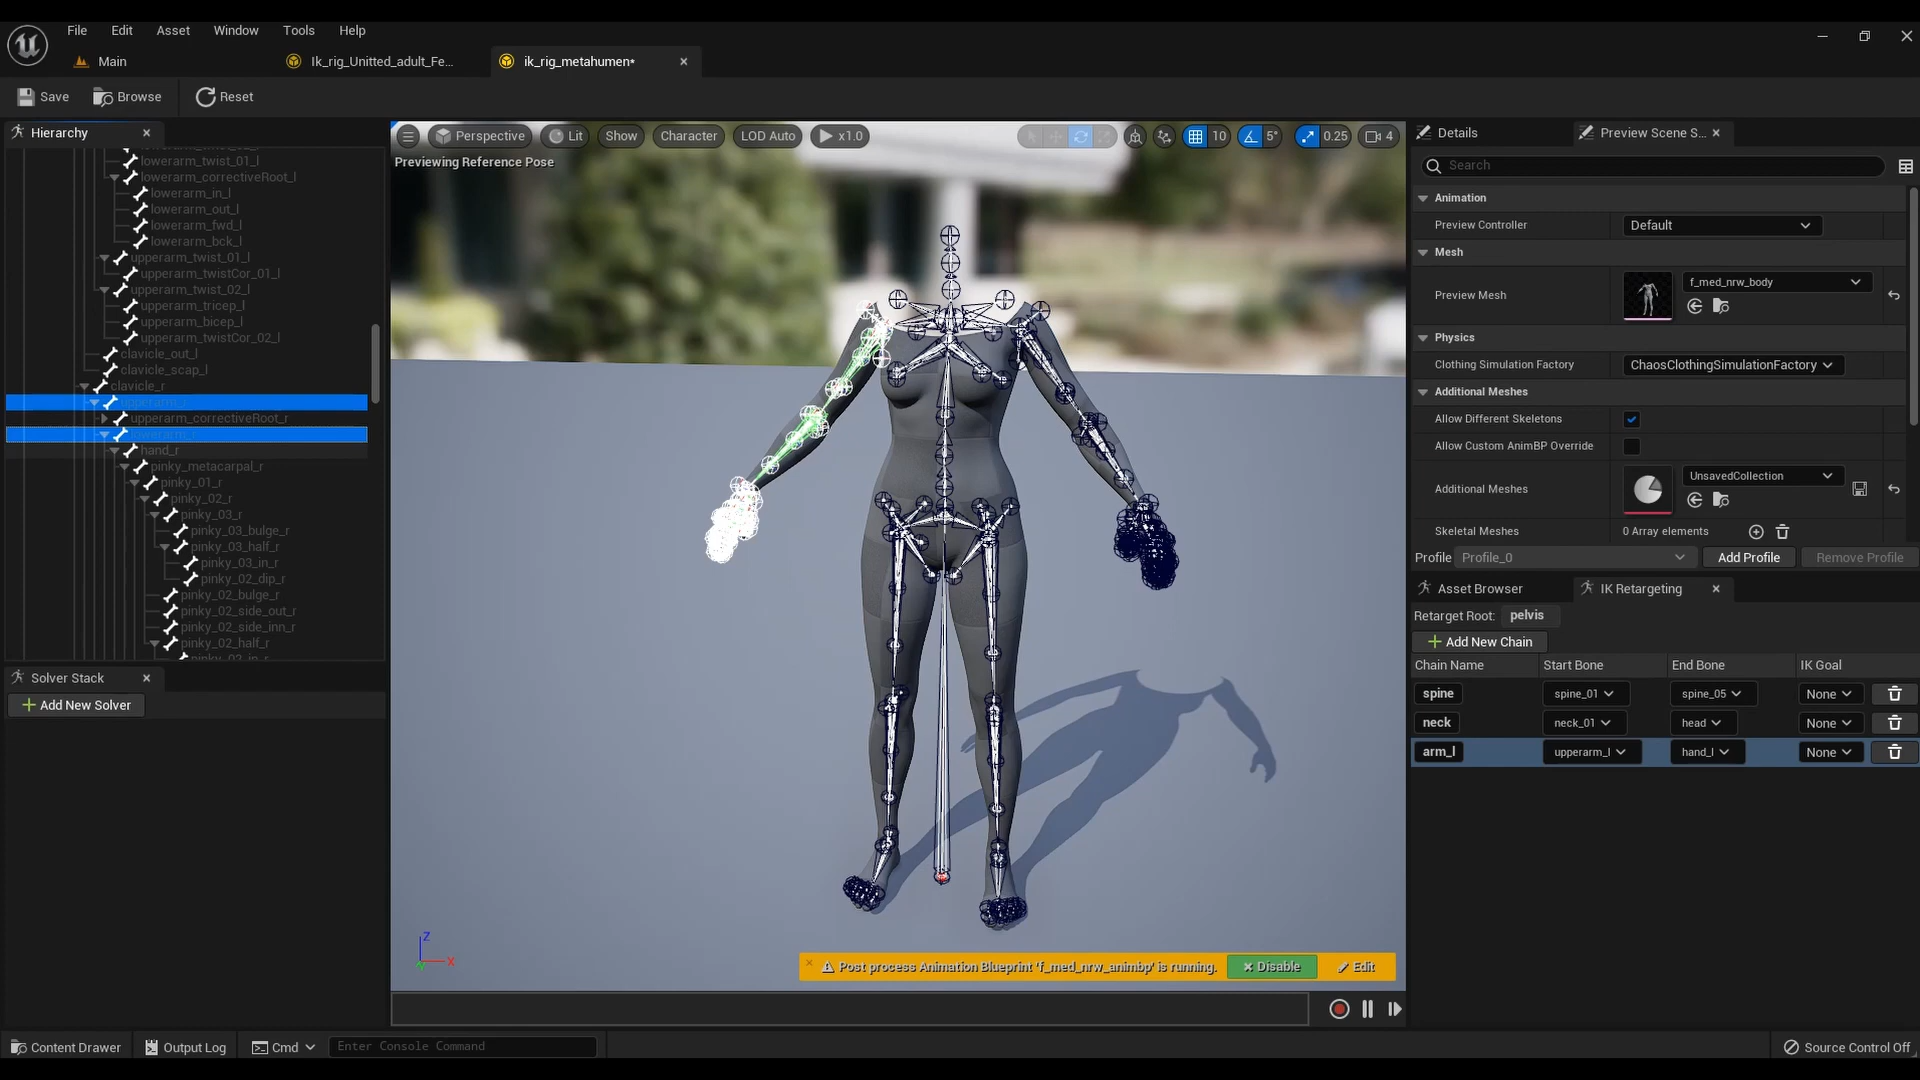 File Edit Asset Window Tools Help
Main
Ik_rig_Unitted_adult_Fe...
ik_rig_metahumen*
Save
Browse
Reset
Hierarchy
lowerarm_twist_01_l
lowerarm_correctiveRoot_l
lowerarm_in_l
lowerarm_out_l
lowerarm_fwd_l
lowerarm_bck_l
upperarm_twist_01_l
upperarm_twistCor_01_l
upperarm_twist_02_l
upperarm_tricep_l
upperarm_bicep_l
upperarm_twistCor_02_l
clavicle_out_l
clavicle_scap_l
clavicle_r
upperarm_r
upperarm_correctiveRoot_r
lowerarm_r
hand_r
pinky_metacarpal_r
pinky_01_r
pinky_02_r
pinky_03_r
pinky_03_bulge_r
pinky_03_half_r
pinky_03_in_r
pinky_02_dip_r
pinky_02_bulge_r
pinky_02_side_out_r
pinky_02_side_inn_r
pinky_02_half_r
pinky_02_in_r
Solver Stack
Add New Solver
Perspective Lit Show Character LOD Auto x1.0 10 5° 0.25 4
Previewing Reference Pose
Z
X
Post process Animation Blueprint 'f_med_nrw_animbp' is running. Disable Edit
Details
Preview Scene S...
Search
Animation
Preview Controller Default
Mesh
Preview Mesh f_med_nrw_body
Physics
Clothing Simulation Factory ChaosClothingSimulationFactory
Additional Meshes
Allow Different Skeletons
Allow Custom AnimBP Override
Additional Meshes UnsavedCollection
Skeletal Meshes 0 Array elements
Profile Profile_0 Add Profile Remove Profile
Asset Browser
IK Retargeting
Retarget Root: pelvis
Add New Chain
Chain Name Start Bone End Bone IK Goal
spine spine_01 spine_05 None
neck neck_01 head None
arm_l upperarm_l hand_l None
Content Drawer
Output Log
Cmd
Enter Console Command
Source Control Off